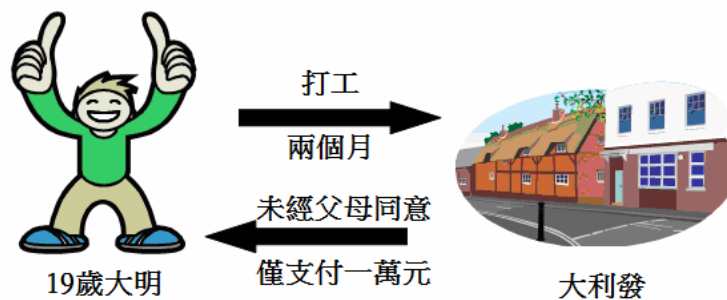 打工
兩個月
未經父母同意
僅支付一萬元
19歲大明
大利發